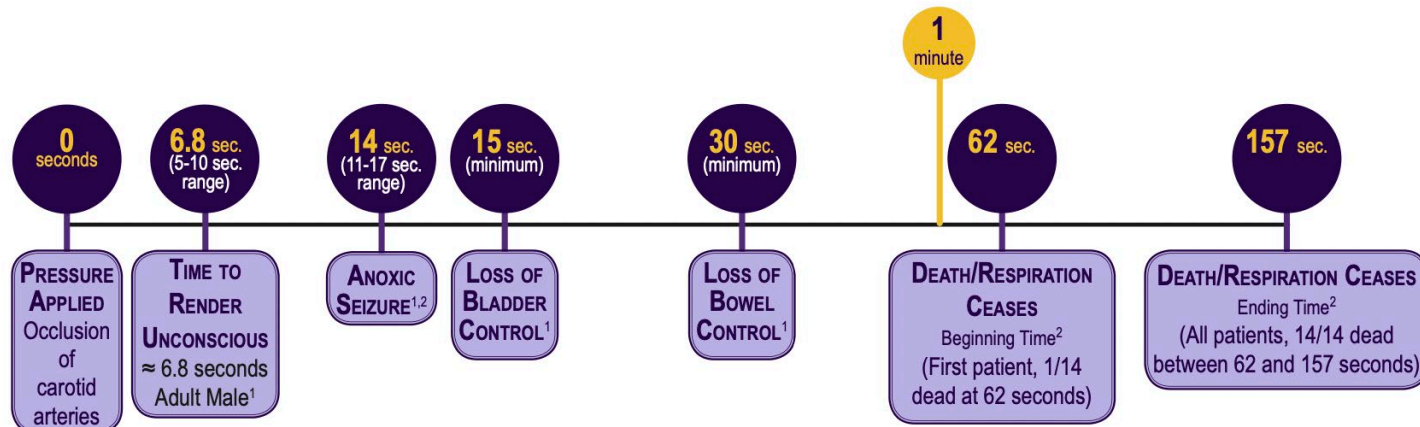 1
minute
0
seconds
6.8 sec.
(5-10 sec.
range)
14 sec.
(11-17 sec.
range)
15 sec.
(minimum)
30 sec.
(minimum)
62 sec.
157 sec.
PRESSURE
APPLIED
Occlusion
of
carotid
arteries
TIME TO
RENDER
UNCONSCIOUS
≈ 6.8 seconds
Adult Male¹
ANOXIC
SEIZURE¹,²
LOSS OF
BLADDER
CONTROL¹
LOSS OF
BOWEL
CONTROL¹
DEATH/RESPIRATION
CEASES
Beginning Time²
(First patient, 1/14
dead at 62 seconds)
DEATH/RESPIRATION CEASES
Ending Time²
(All patients, 14/14 dead
between 62 and 157 seconds)